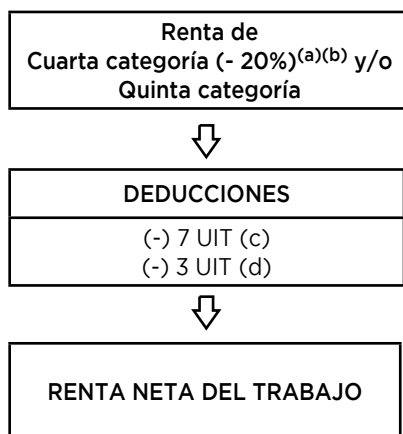 Renta de
Cuarta categoría (- 20%)(a)(b) y/o
Quinta categoría
DEDUCCIONES
(-) 7 UIT (c)
(-) 3 UIT (d)
RENTA NETA DEL TRABAJO